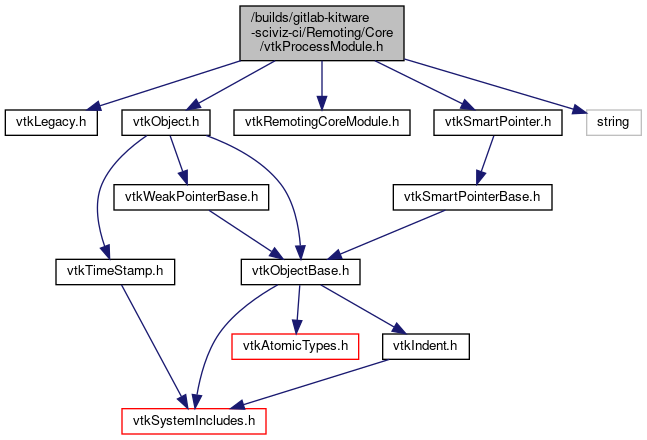 /builds/gitlab-kitware
-sciviz-ci/Remoting/Core
/vtkProcessModule.h
vtkLegacy.h
vtkObject.h
vtkRemotingCoreModule.h
vtkSmartPointer.h
string
vtkWeakPointerBase.h
vtkSmartPointerBase.h
vtkTimeStamp.h
vtkObjectBase.h
vtkAtomicTypes.h
vtkIndent.h
vtkSystemIncludes.h